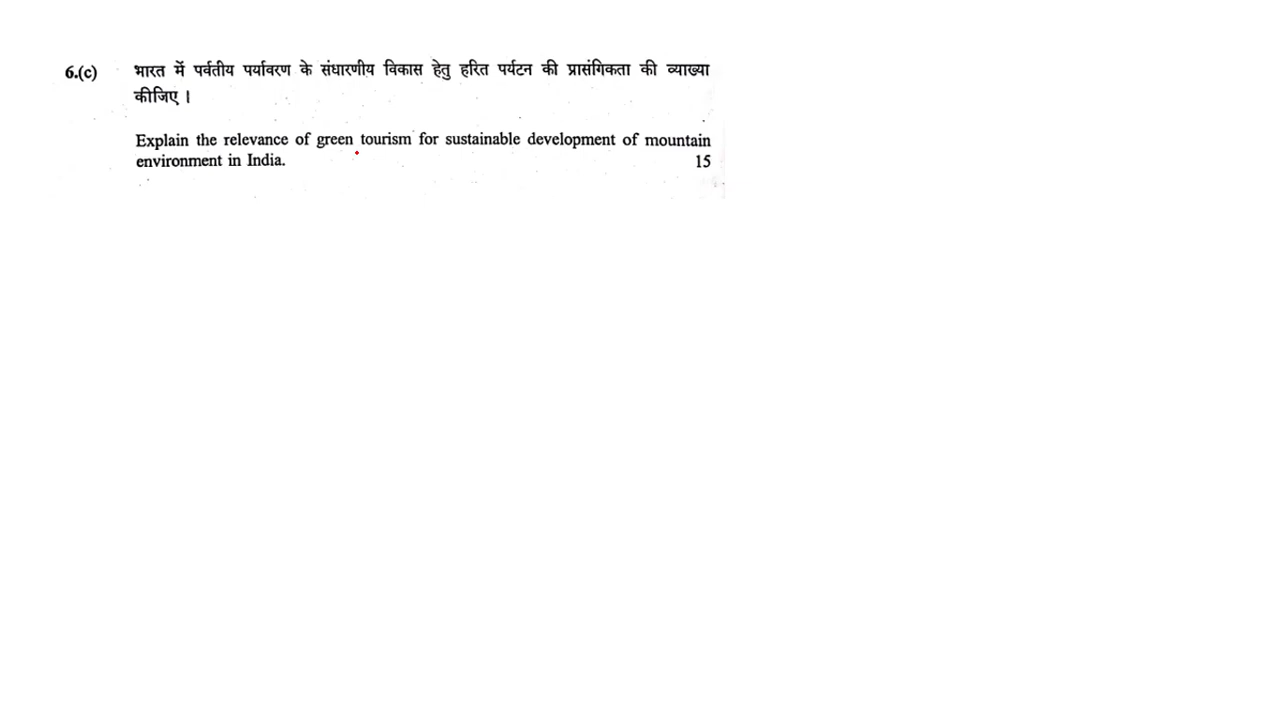 6.(c) भारत में पर्वतीय पर्यावरण के संधारणीय विकास हेतु हरित पर्यटन की प्रासंगिकता की व्याख्या
कीजिए ।
Explain the relevance of green tourism for sustainable development of mountain
environment in India. 15